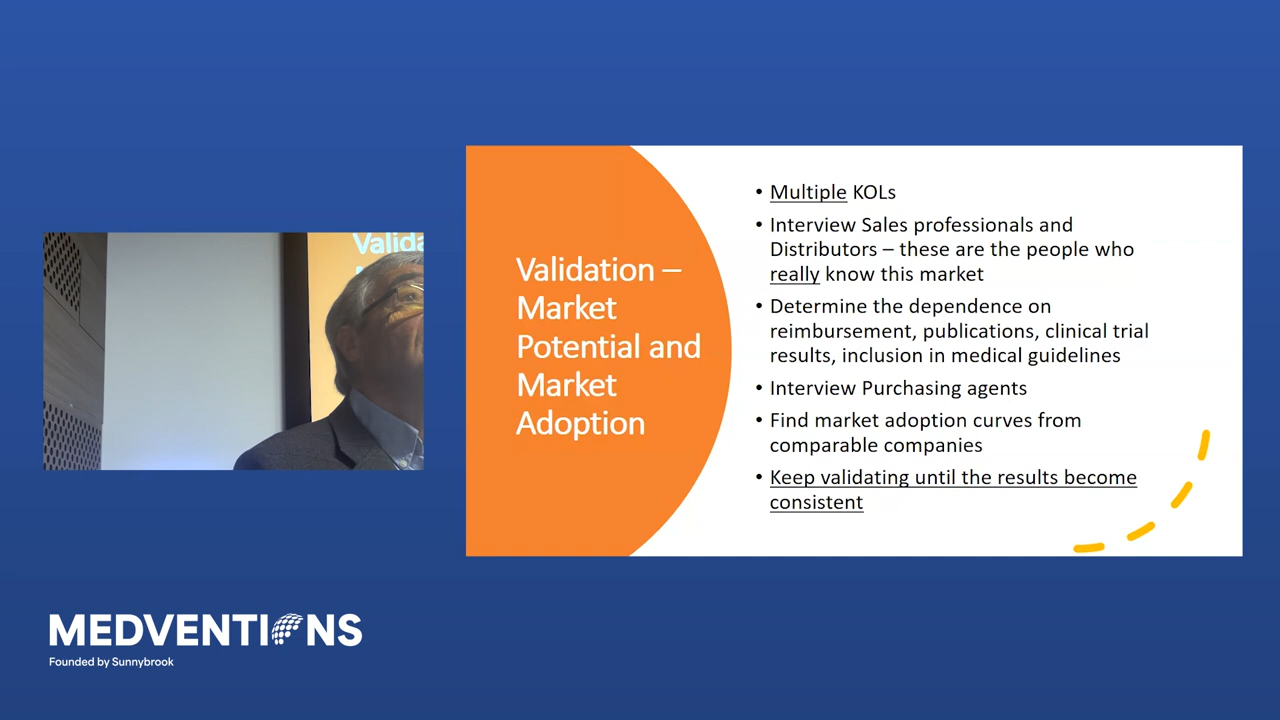 Valida
Validation –
Market
Potential and
Market
Adoption
• Multiple KOLs
• Interview Sales professionals and
Distributors – these are the people who
really know this market
• Determine the dependence on
reimbursement, publications, clinical trial
results, inclusion in medical guidelines
• Interview Purchasing agents
• Find market adoption curves from
comparable companies
• Keep validating until the results become
consistent
MEDVENTIONS
Founded by Sunnybrook